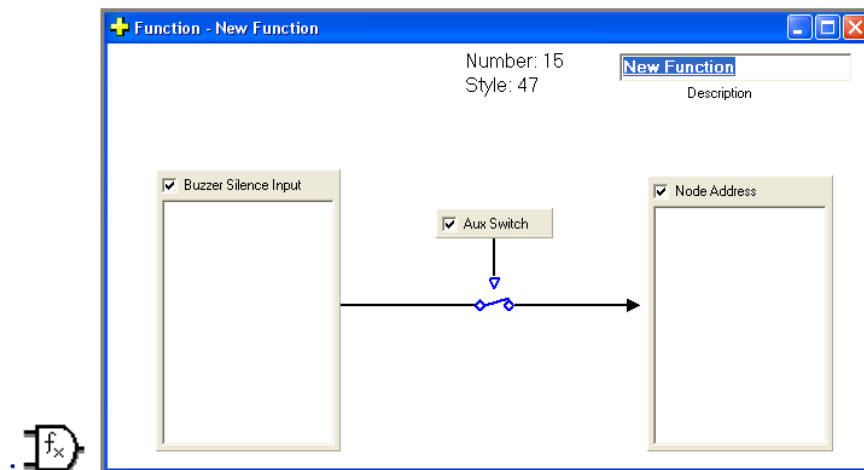 Function - New Function
Number: 15
Style: 47
New Function
Description
Buzzer Silence Input
Aux Switch
Node Address
fx
.